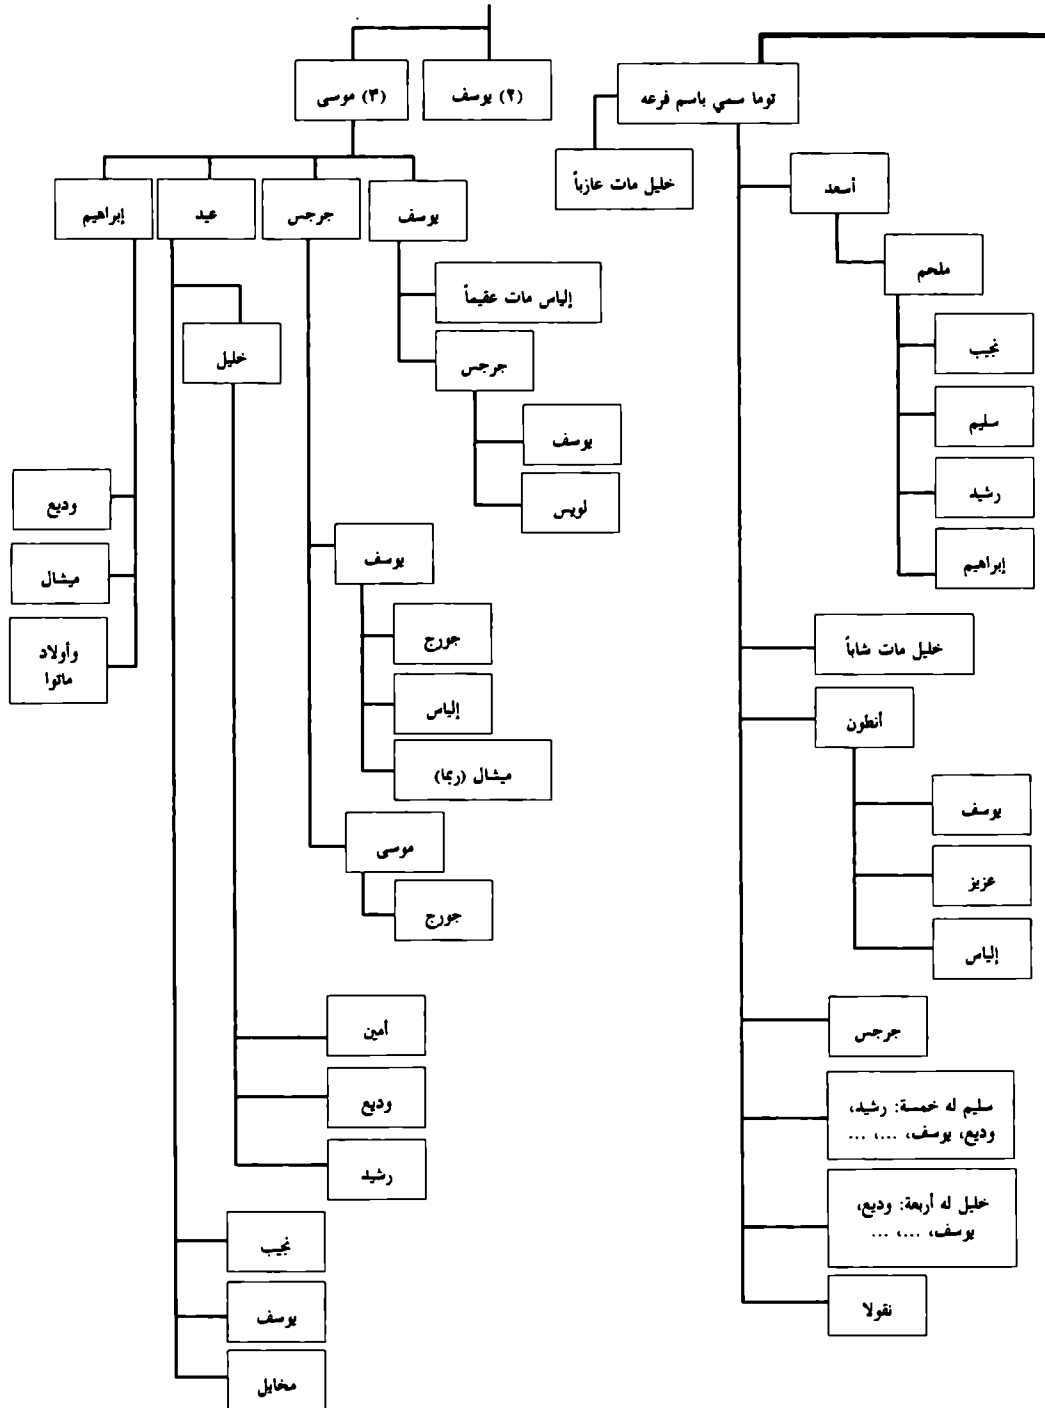 توما سمي باسم فرعه
خليل مات عازباً
أسعد
ملحم
نجيب
سليم
رشيد
إبراهيم
خليل مات شاباً
أنطون
يوسف
عزيز
إلياس
جرجس
سليم له خمسة: رشيد،
وديع، يوسف، ...، ...
خليل له أربعة: وديع،
يوسف، ...، ...
نقولا
(٢) يوسف
(٣) موسى
يوسف
إلياس مات عقيماً
جرجس
يوسف
لويس
جرجس
يوسف
جورج
إلياس
ميشال (ربما)
موسى
جورج
عيد
خليل
أمين
وديع
رشيد
نجيب
يوسف
مخايل
إبراهيم
وديع
ميشال
وأولاد
ماتوا